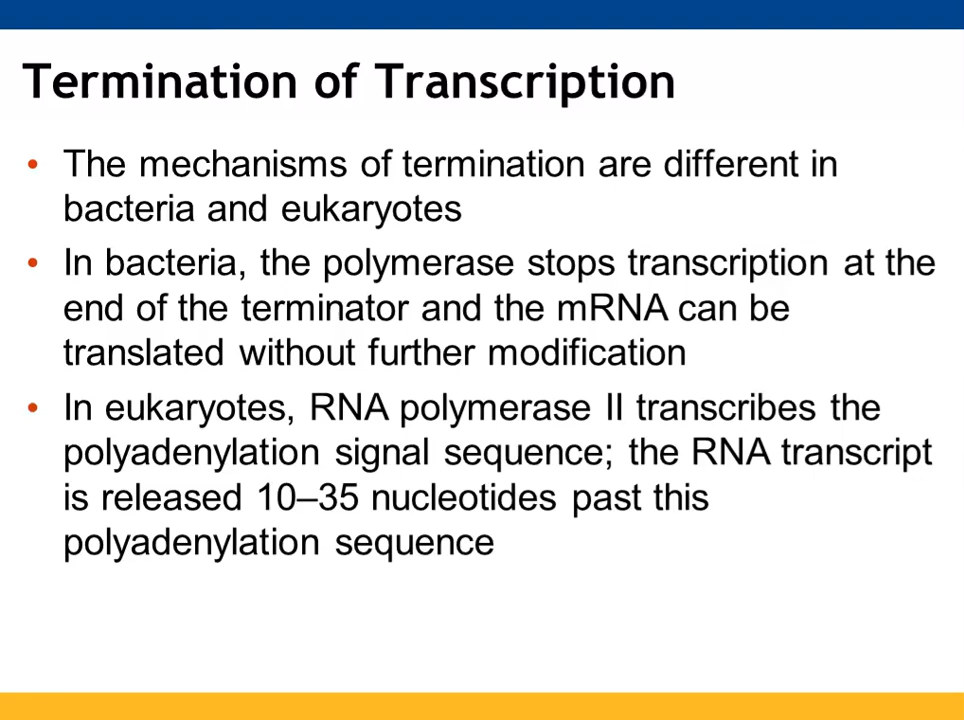 Termination of Transcription
• The mechanisms of termination are different in
bacteria and eukaryotes
• In bacteria, the polymerase stops transcription at the
end of the terminator and the mRNA can be
translated without further modification
• In eukaryotes, RNA polymerase II transcribes the
polyadenylation signal sequence; the RNA transcript
is released 10–35 nucleotides past this
polyadenylation sequence